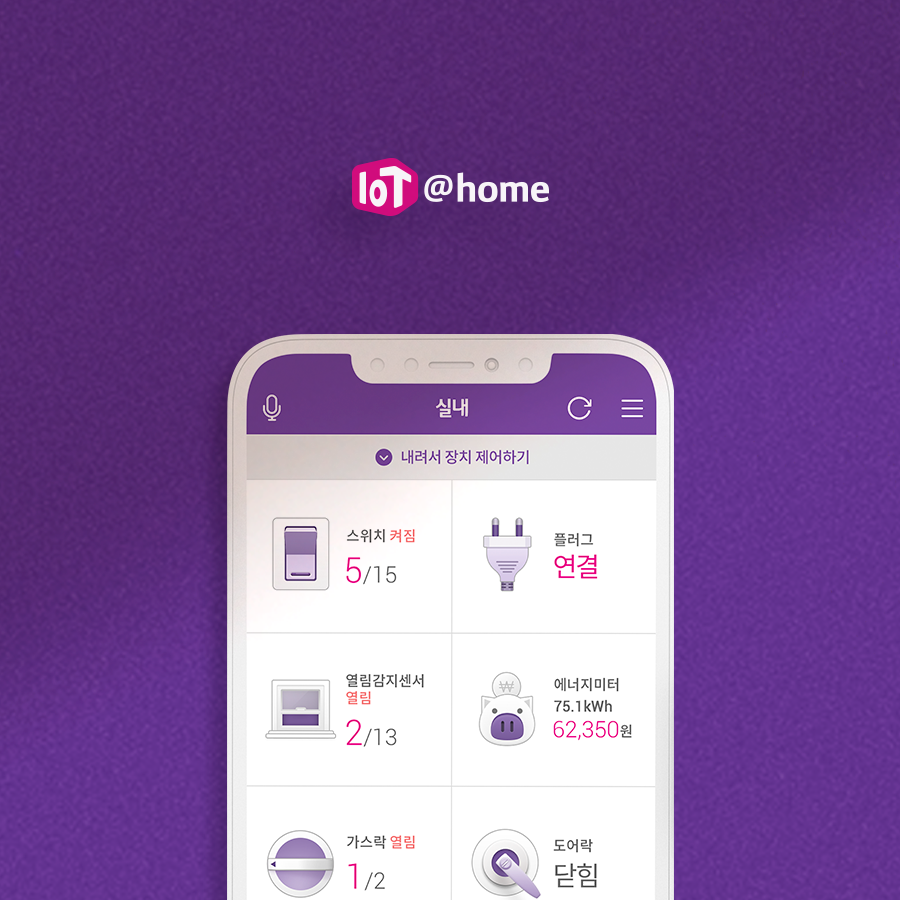 IoT @home
실내
내려서 장치 제어하기
스위치 켜짐
5/15
플러그
연결
열림감지센서
열림
2/13
₩
에너지미터
75.1kWh
62,350원
가스락 열림
1/2
도어락
닫힘